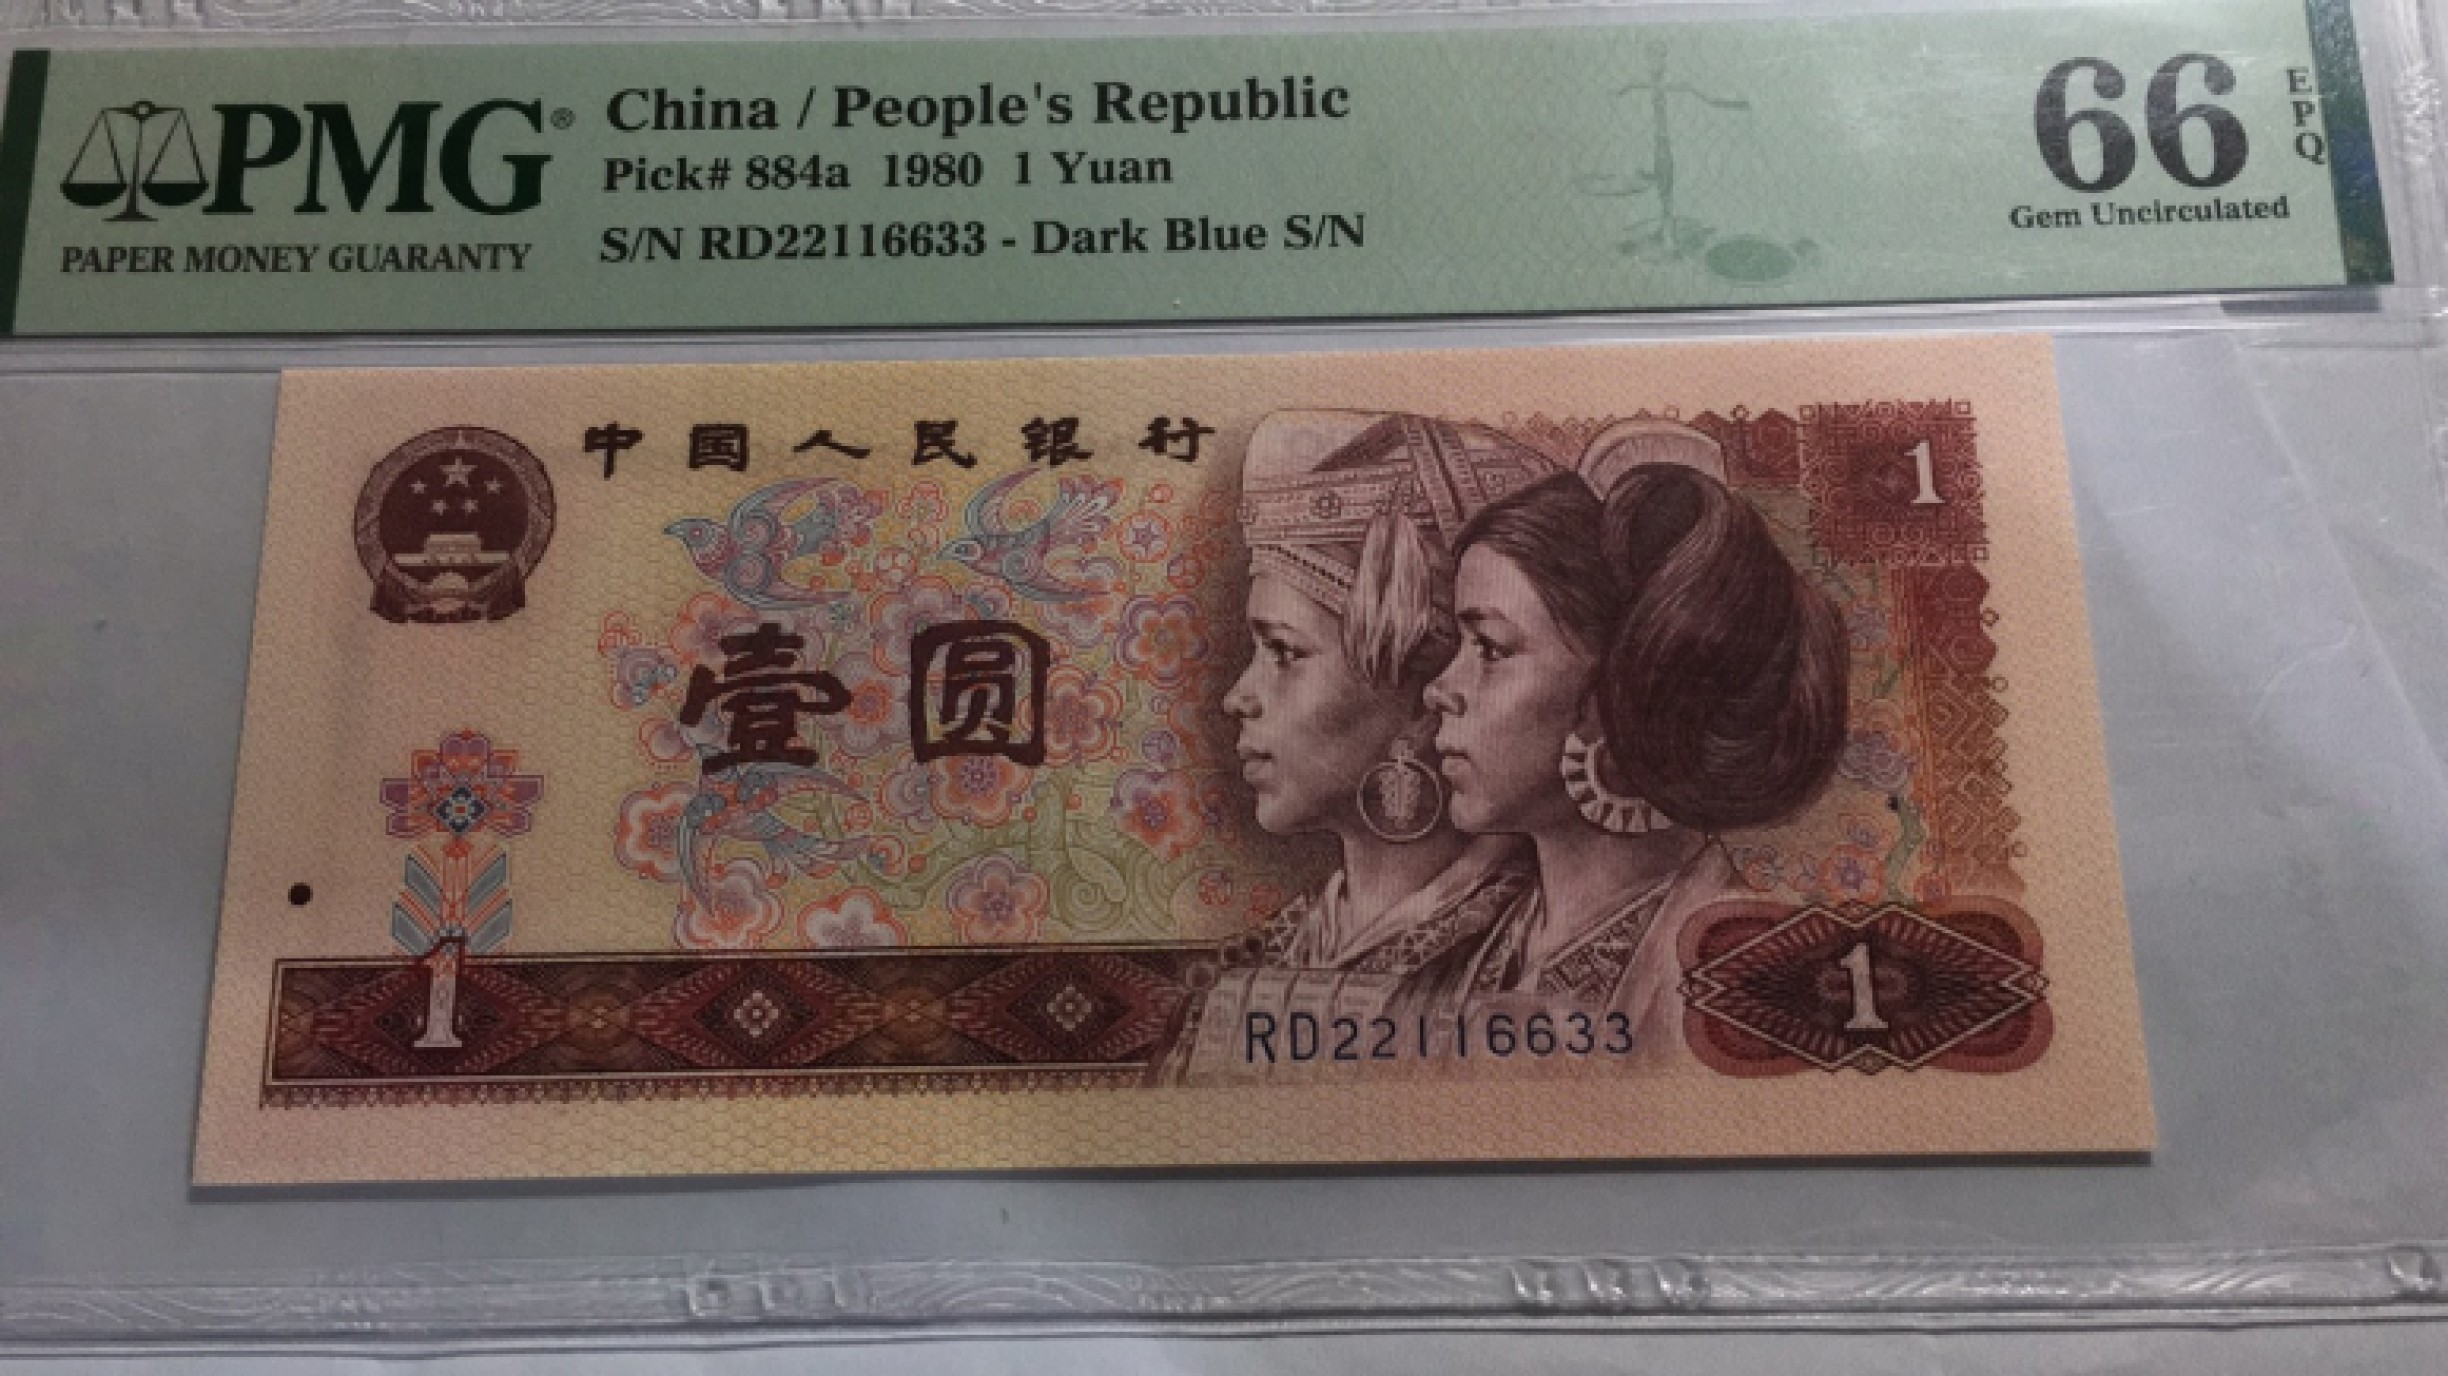 PMG®
PAPER MONEY GUARANTY
China / People's Republic
Pick# 884a 1980 1 Yuan
S/N RD22116633 - Dark Blue S/N
66 EPQ
Gem Uncirculated
中国人民银行
1
壹圆
1
RD22116633
1